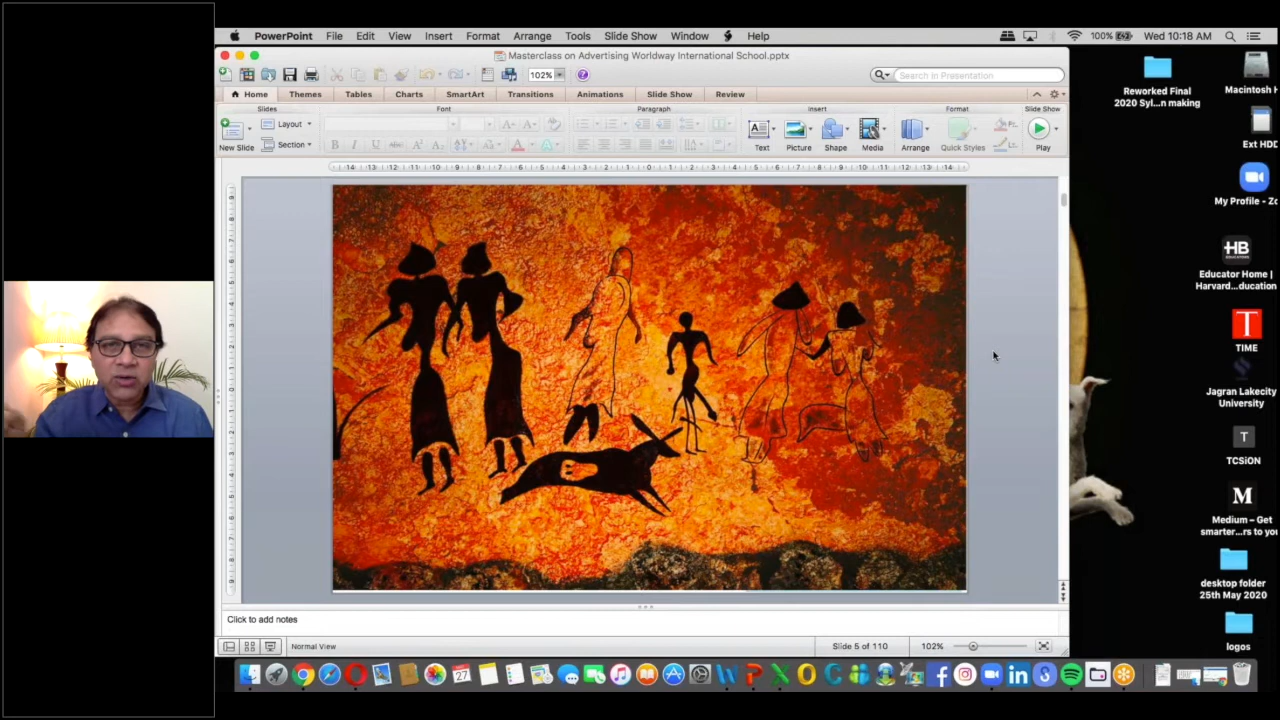 PowerPoint File Edit View Insert Format Arrange Tools Slide Show Window Help
100% Wed 10:18 AM
Masterclass on Advertising Worldway International School.pptx
102%
Search in Presentation
Home Themes Tables Charts SmartArt Transitions Animations Slide Show Review
Slides Font Paragraph Insert Format Slide Show
Layout
Section
New Slide
Text Picture Shape Media Arrange Quick Styles Play
Click to add notes
Normal View
Slide 5 of 110
102%
Reworked Final
2020 Syl...n making
Macintosh H
Ext HDD
My Profile - Zo
HB
Educator Home |
Harvard...ducation
T
TIME
Jagran Lakecity
University
T
TCSiON
M
Medium – Get
smarter...rs to you
desktop folder
25th May 2020
logos